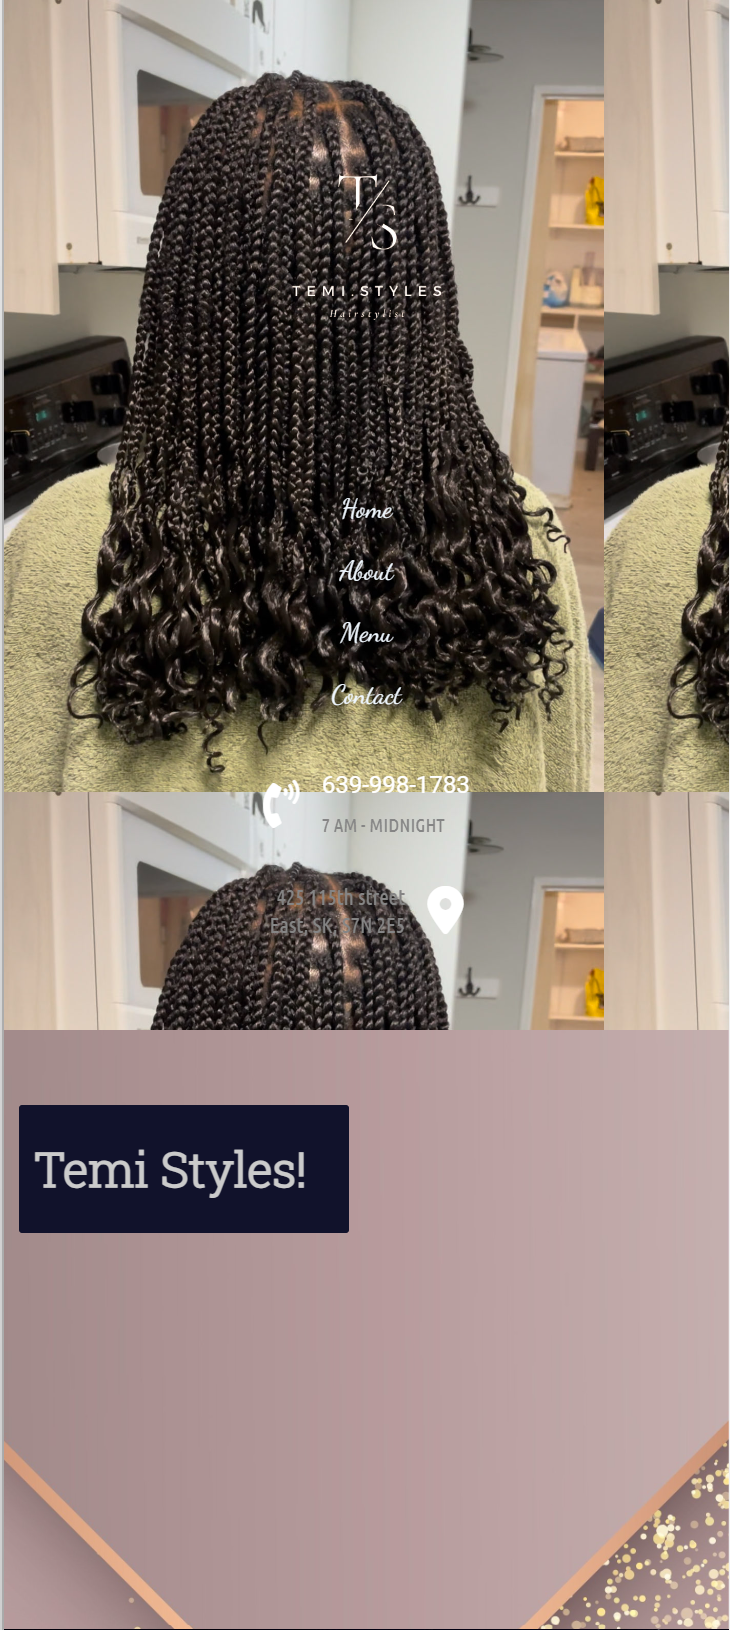 T/S
TEMI.STYLES
Hairstylist
Home
About
Menu
Contact
639-998-1783
7 AM - MIDNIGHT
425 115th street
East, SK, 7N 2E5
Temi Styles!